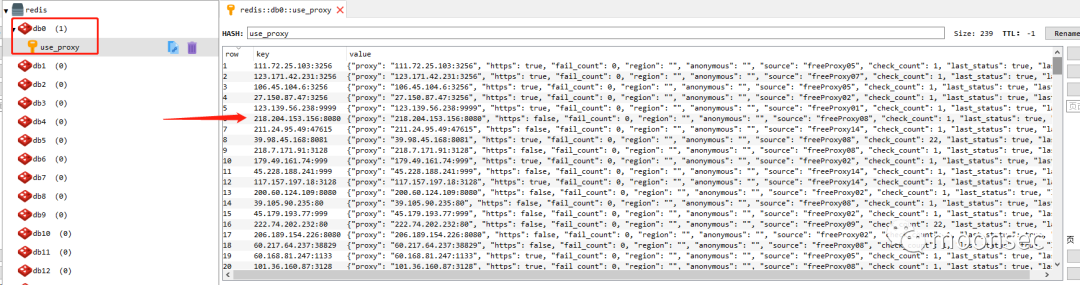 redis
db0 (1)
use_proxy
db1 (0)
db2 (0)
db3 (0)
db4 (0)
db5 (0)
db6 (0)
db7 (0)
db8 (0)
db9 (0)
db10 (0)
db11 (0)
db12 (0)
redis::db0::use_proxy
HASH: use_proxy Size: 239 TTL: -1 Rename
row key value
1 111.72.25.103:3256 {"proxy": "111.72.25.103:3256", "https": true, "fail_count": 0, "region": "", "anonymous": "", "source": "freeProxy05", "check_count": 1, "last_status": true, "las
2 123.171.42.231:3256 {"proxy": "123.171.42.231:3256", "https": true, "fail_count": 0, "region": "", "anonymous": "", "source": "freeProxy07", "check_count": 1, "last_status": true,
3 106.45.104.6:3256 {"proxy": "106.45.104.6:3256", "https": true, "fail_count": 0, "region": "", "anonymous": "", "source": "freeProxy05", "check_count": 1, "last_status": true, "last
4 27.150.87.47:3256 {"proxy": "27.150.87.47:3256", "https": true, "fail_count": 0, "region": "", "anonymous": "", "source": "freeProxy02", "check_count": 1, "last_status": true, "last
5 123.139.56.238:9999 {"proxy": "123.139.56.238:9999", "https": true, "fail_count": 0, "region": "", "anonymous": "", "source": "freeProxy01", "check_count": 1, "last_status": true,
218.204.153.156:8080 {"proxy": "218.204.153.156:8080", "https": false, "fail_count": 0, "region": "", "anonymous": "", "source": "freeProxy08", "check_count": 1, "last_status": true,
7 211.24.95.49:47615 {"proxy": "211.24.95.49:47615", "https": false, "fail_count": 0, "region": "", "anonymous": "", "source": "freeProxy14", "check_count": 1, "last_status": true,
8 39.98.45.168:8081 {"proxy": "39.98.45.168:8081", "https": false, "fail_count": 0, "region": "", "anonymous": "", "source": "freeProxy08", "check_count": 22, "last_status": true, "las
9 218.7.171.91:3128 {"proxy": "218.7.171.91:3128", "https": false, "fail_count": 0, "region": "", "anonymous": "", "source": "freeProxy02", "check_count": 1, "last_status": true, "las
10 179.49.161.74:999 {"proxy": "179.49.161.74:999", "https": true, "fail_count": 0, "region": "", "anonymous": "", "source": "freeProxy02", "check_count": 1, "last_status": true, "last
11 45.228.188.241:999 {"proxy": "45.228.188.241:999", "https": false, "fail_count": 0, "region": "", "anonymous": "", "source": "freeProxy14", "check_count": 1, "last_status": true,
12 117.157.197.18:3128 {"proxy": "117.157.197.18:3128", "https": true, "fail_count": 0, "region": "", "anonymous": "", "source": "freeProxy08", "check_count": 1, "last_status": true,
13 200.60.124.109:8080 {"proxy": "200.60.124.109:8080", "https": false, "fail_count": 0, "region": "", "anonymous": "", "source": "freeProxy02", "check_count": 1, "last_status": true,
14 39.105.90.235:80 {"proxy": "39.105.90.235:80", "https": false, "fail_count": 0, "region": "", "anonymous": "", "source": "freeProxy08", "check_count": 1, "last_status": true, "las
15 45.179.193.77:999 {"proxy": "45.179.193.77:999", "https": false, "fail_count": 0, "region": "", "anonymous": "", "source": "freeProxy02", "check_count": 1, "last_status": true, "las
16 222.74.202.232:80 {"proxy": "222.74.202.232:80", "https": false, "fail_count": 0, "region": "", "anonymous": "", "source": "freeProxy09", "check_count": 22, "last_status": true,
17 206.189.154.226:8080 {"proxy": "206.189.154.226:8080", "https": false, "fail_count": 0, "region": "", "anonymous": "", "source": "freeProxy02", "check_count": 1, "last_status": true,
18 60.217.64.237:38829 {"proxy": "60.217.64.237:38829", "https": false, "fail_count": 0, "region": "", "anonymous": "", "source": "freeProxy08", "check_count": 1, "last_status": true,
19 60.168.81.247:1133 {"proxy": "60.168.81.247:1133", "https": true, "fail_count": 0, "region": "", "anonymous": "", "source": "freeProxy08", "check_count": 1, "last_status": true, "las
20 101.36.160.87:3128 {"proxy": "101.36.160.87:3128", "https": true, "fail_count": 0, "region": "", "anonymous": "", "source": "freeProxy08", "check_count": 1, "last_status": true, "las
moonsec
页